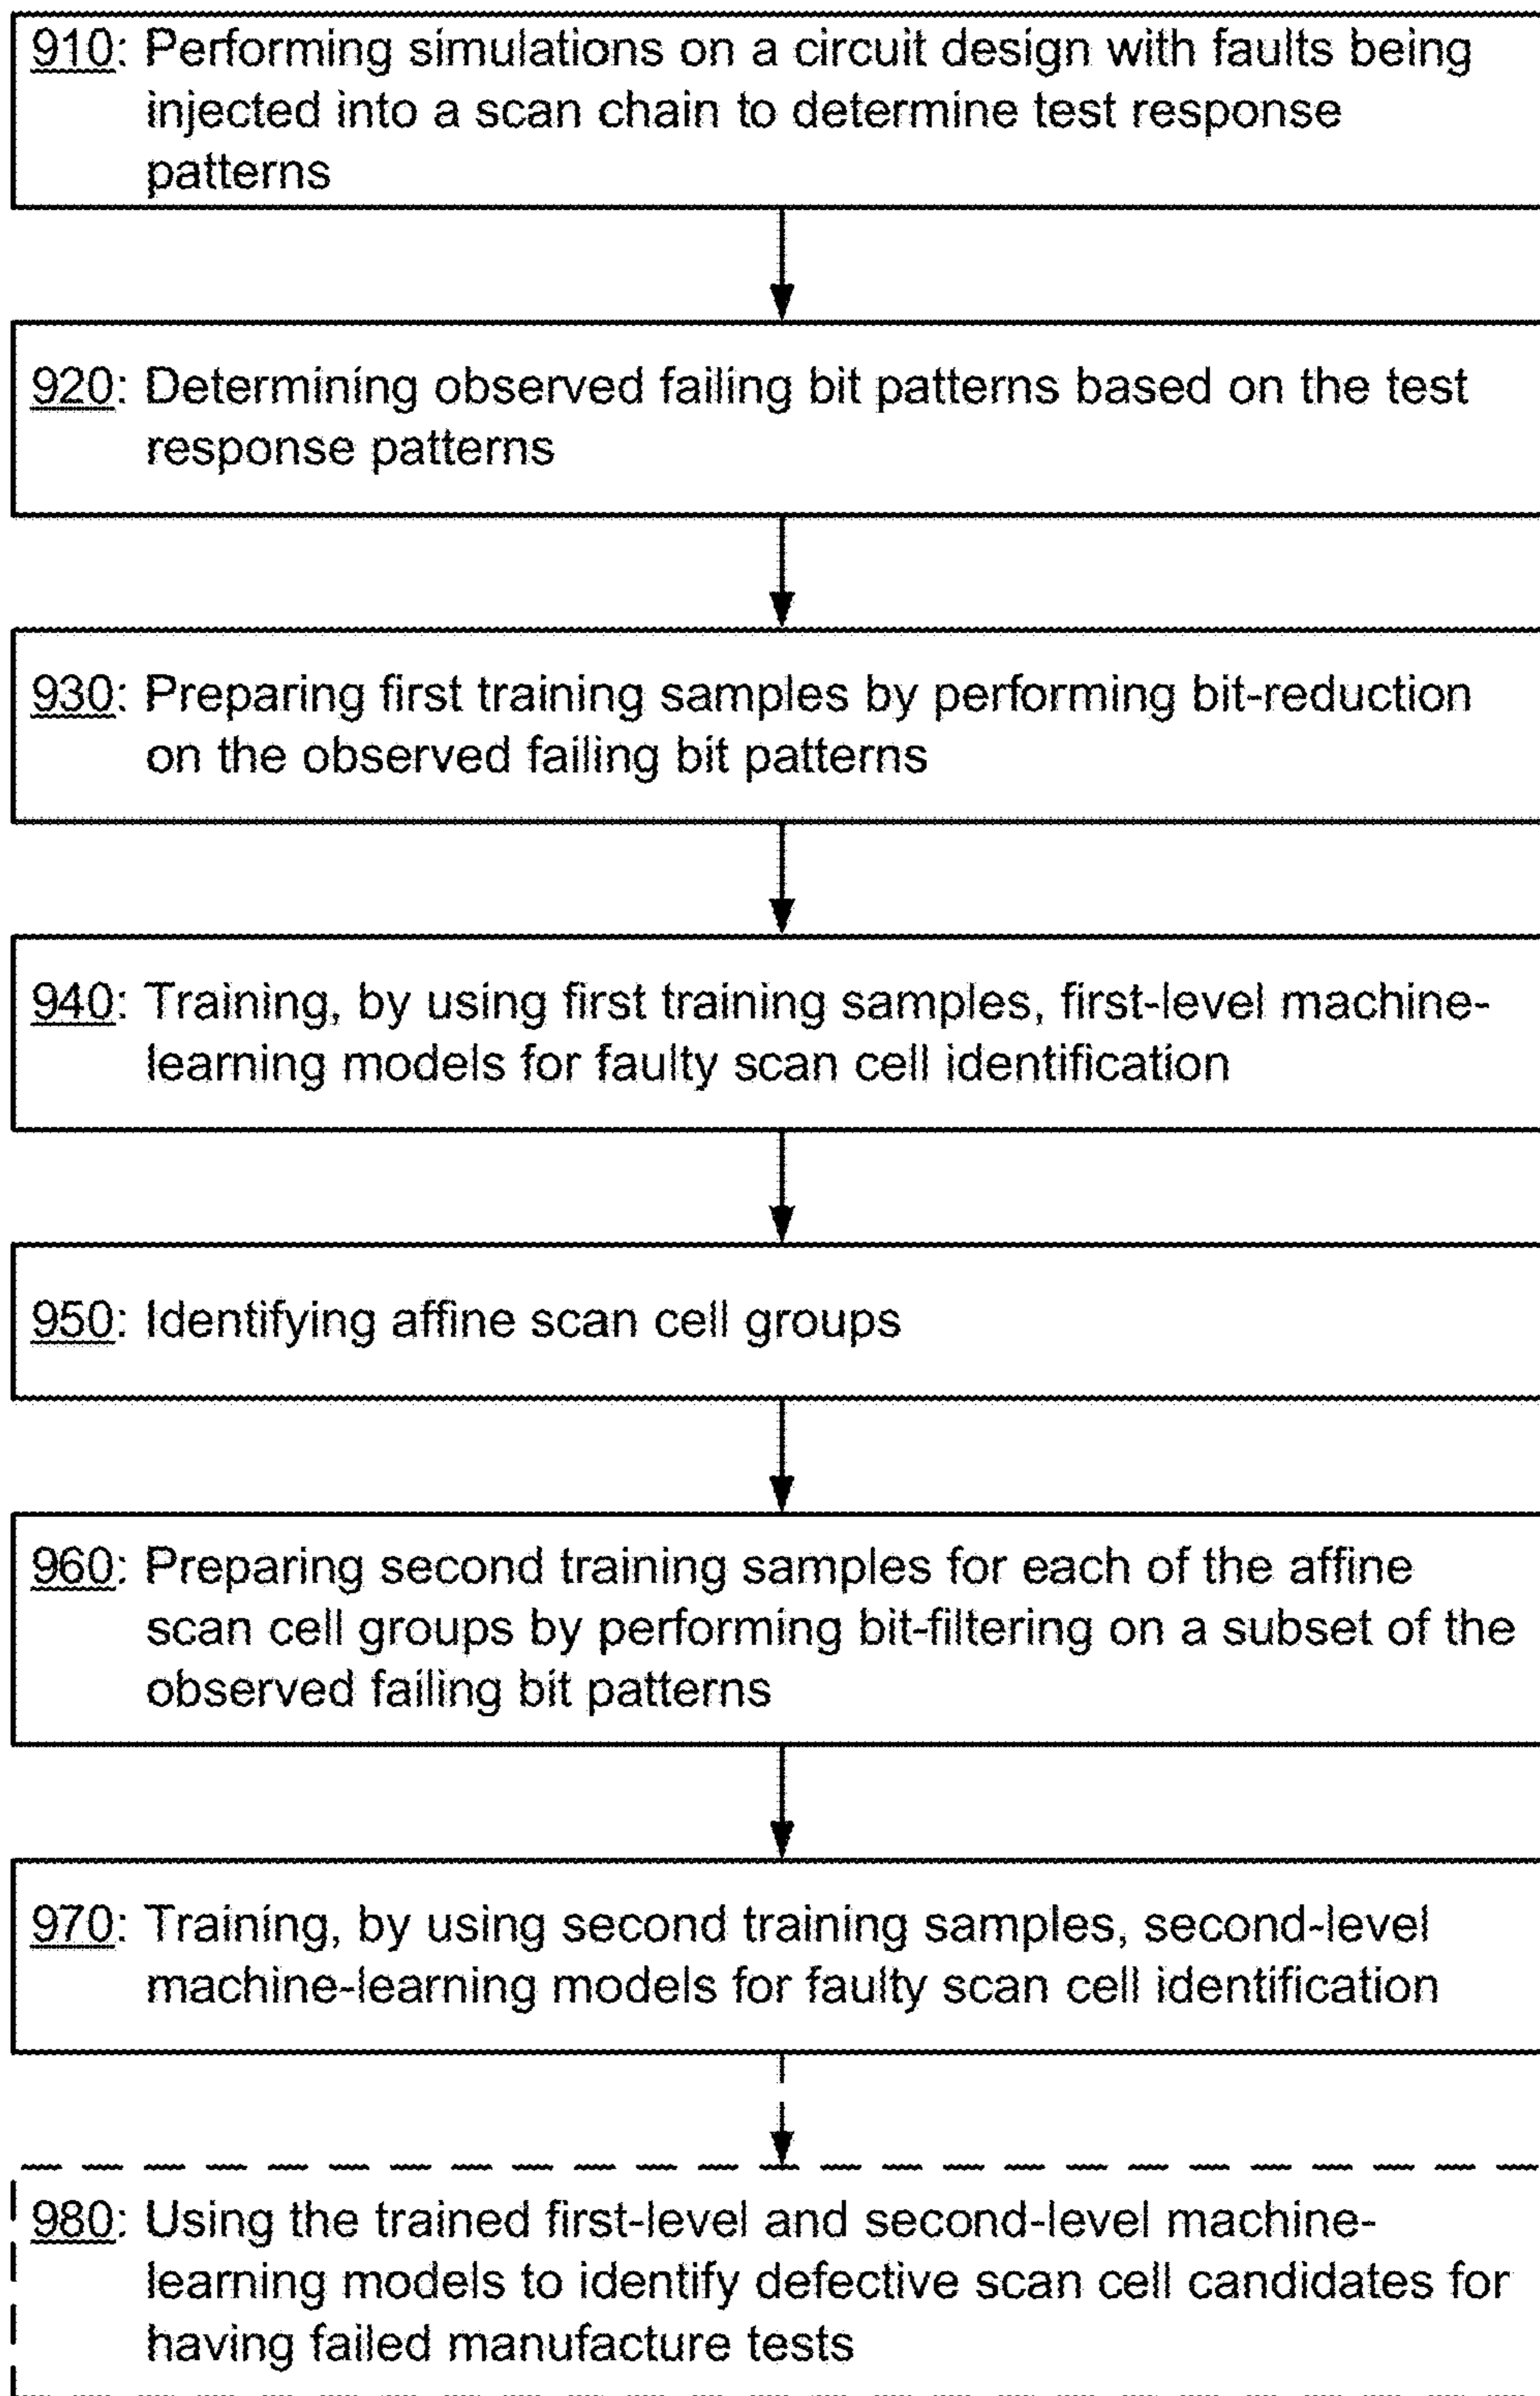 910: Performing simulations on a circuit design with faults being
injected into a scan chain to determine test response
patterns
920: Determining observed failing bit patterns based on the test
response patterns
930: Preparing first training samples by performing bit-reduction
on the observed failing bit patterns
940: Training, by using first training samples, first-level machine-
learning models for faulty scan cell identification
950: Identifying affine scan cell groups
960: Preparing second training samples for each of the affine
scan cell groups by performing bit-filtering on a subset of the
observed failing bit patterns
970: Training, by using second training samples, second-level
machine-learning models for faulty scan cell identification
980: Using the trained first-level and second-level machine-
learning models to identify defective scan cell candidates for
having failed manufacture tests